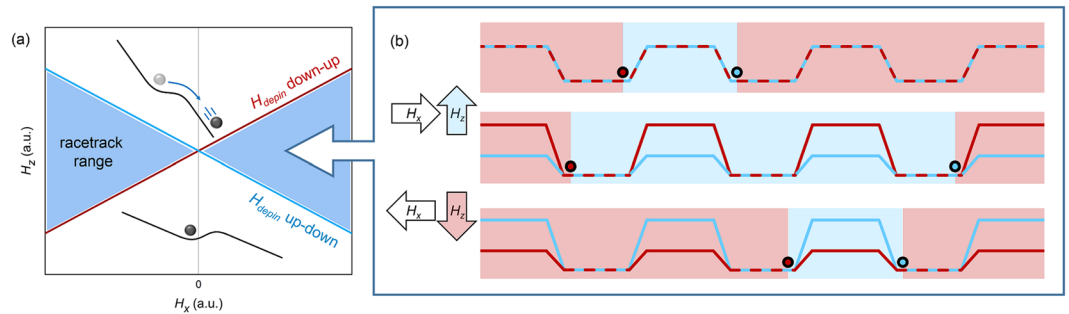 (a)
H_z (a.u.)
racetrack
range
H_depin down-up
H_depin up-down
0
H_x (a.u.)
(b)
H_x
H_z
H_x
H_z